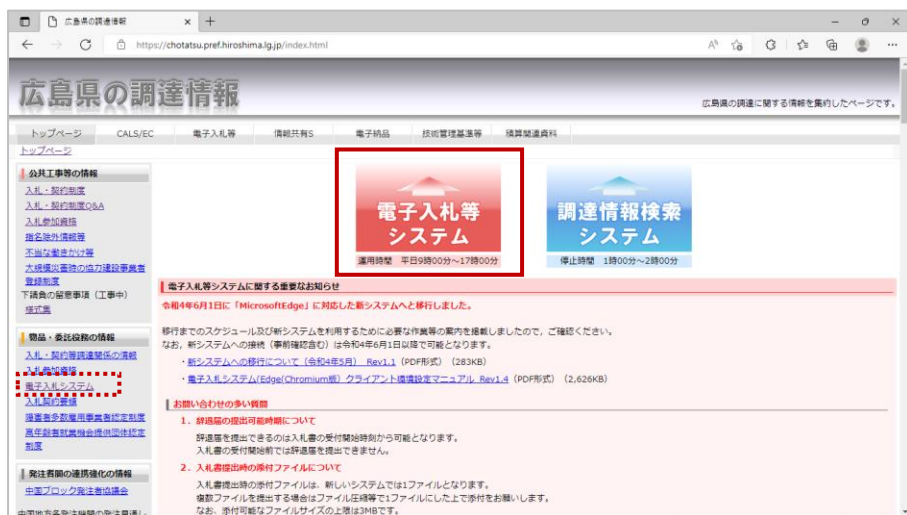 広島県の調達情報
https://chotatsu.pref.hiroshima.lg.jp/index.html
広島県の調達情報
広島県の調達に関する情報を集約したページです。
トップページ CALS/EC 電子入札等 情報共有S 電子納品 技術管理基準等 積算関連資料
トップページ
公共工事等の情報
入札・契約制度
入札・契約制度Q&A
入札参加資格
指名除外情報等
不当な働きかけ等
大規模災害時の協力建設事業者
登録制度
下請負の留意事項（工事中）
様式集
物品・委託役務の情報
入札・契約等調達関係の情報
入札参加資格
電子入札システム
入札契約要領
障害者多数雇用事業者認定制度
高年齢者就業機会提供団体認定
制度
発注者間の連携強化の情報
中国ブロック発注者協議会
中国地方各発注機関の発注見通し
電子入札等
システム
運用時間 平日9時00分～17時00分
調達情報検索
システム
停止時間 1時00分～2時00分
電子入札等システムに関する重要なお知らせ
令和4年6月1日に「MicrosoftEdge」に対応した新システムへと移行しました。
移行までのスケジュール及び新システムを利用するために必要な作業等の案内を掲載しましたので，ご確認ください。
なお，新システムへの接続（事前確認含む）は令和4年6月1日以降で可能となります。
・新システムへの移行について（令和4年5月） Rev1.1（PDF形式）（283KB）
・電子入札システム(Edge(Chromium版）クライアント環境設定マニュアル Rev1.4（PDF形式）（2,626KB）
お問い合わせの多い質問
1．辞退届の提出可能時期について
辞退届を提出できるのは入札書の受付開始時刻から可能となります。
入札書の受付開始前では辞退届を提出できません。
2．入札書提出時の添付ファイルについて
入札書提出時の添付ファイルは，新しいシステムでは1ファイルとなります。
複数ファイルを提出する場合はファイル圧縮等で1ファイルにした上で添付をお願いします。
なお，添付可能なファイルサイズの上限は3MBです。